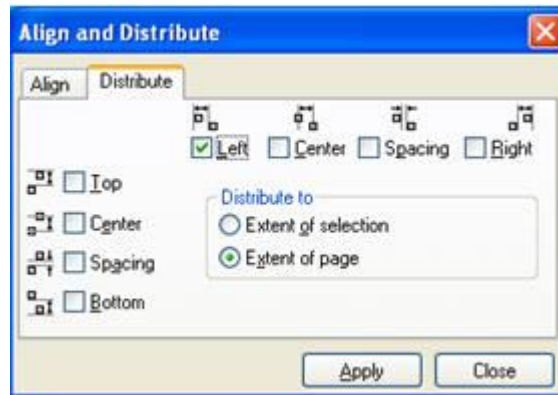 Align and Distribute
Align Distribute
Left Center Spacing Right
Top
Center
Spacing
Bottom
Distribute to
Extent of selection
Extent of page
Apply Close